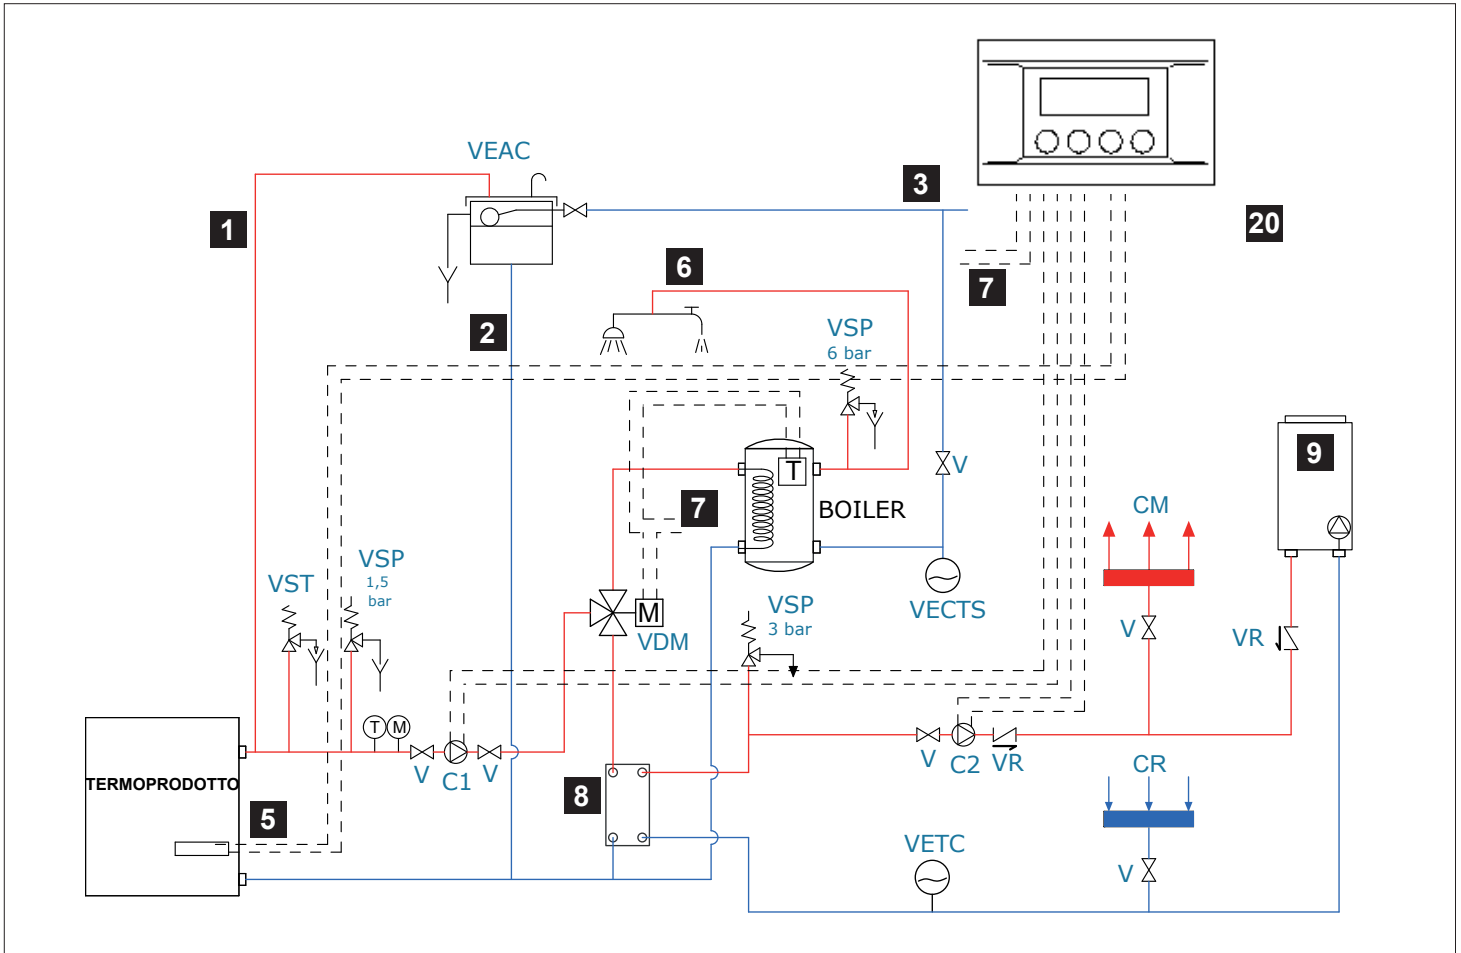 VEAC
3
1
20
6
7
2
VSP
6 bar
9
T
V
CM
BOILER
7
VSP
1,5
bar
VST
VSP
3 bar
M
VECTS
VDM
V
VR
T
M
V
C1
V
V
C2
VR
CR
TERMOPRODOTTO
8
5
VETC
V